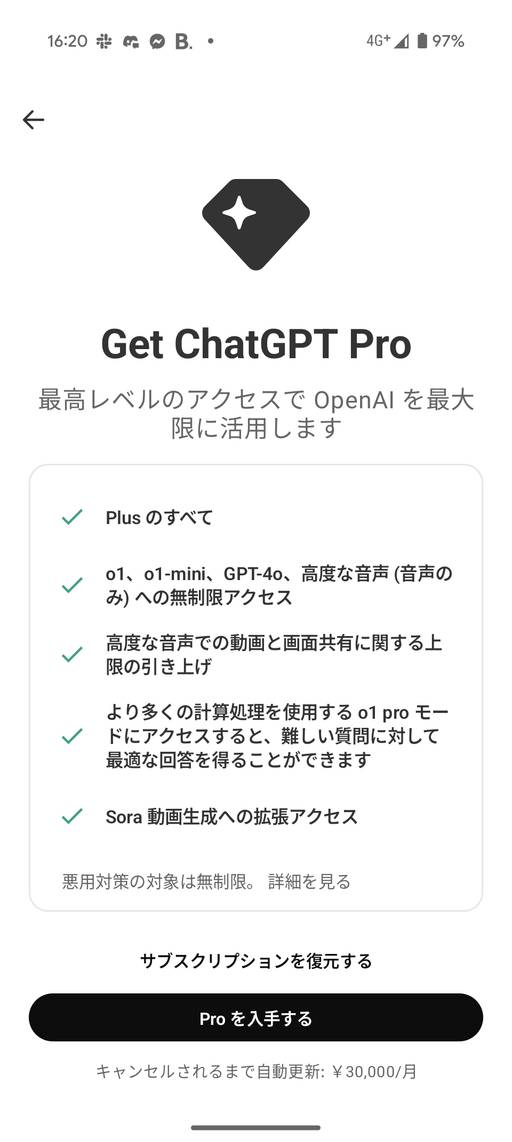 16:20 B. 4G+ 97%
Get ChatGPT Pro
最高レベルのアクセスで OpenAI を最大
限に活用します
Plus のすべて
o1、o1-mini、GPT-4o、高度な音声 (音声の
み) への無制限アクセス
高度な音声での動画と画面共有に関する上
限の引き上げ
より多くの計算処理を使用する o1 pro モー
ドにアクセスすると、難しい質問に対して
最適な回答を得ることができます
Sora 動画生成への拡張アクセス
悪用対策の対象は無制限。 詳細を見る
サブスクリプションを復元する
Pro を入手する
キャンセルされるまで自動更新: ￥30,000/月